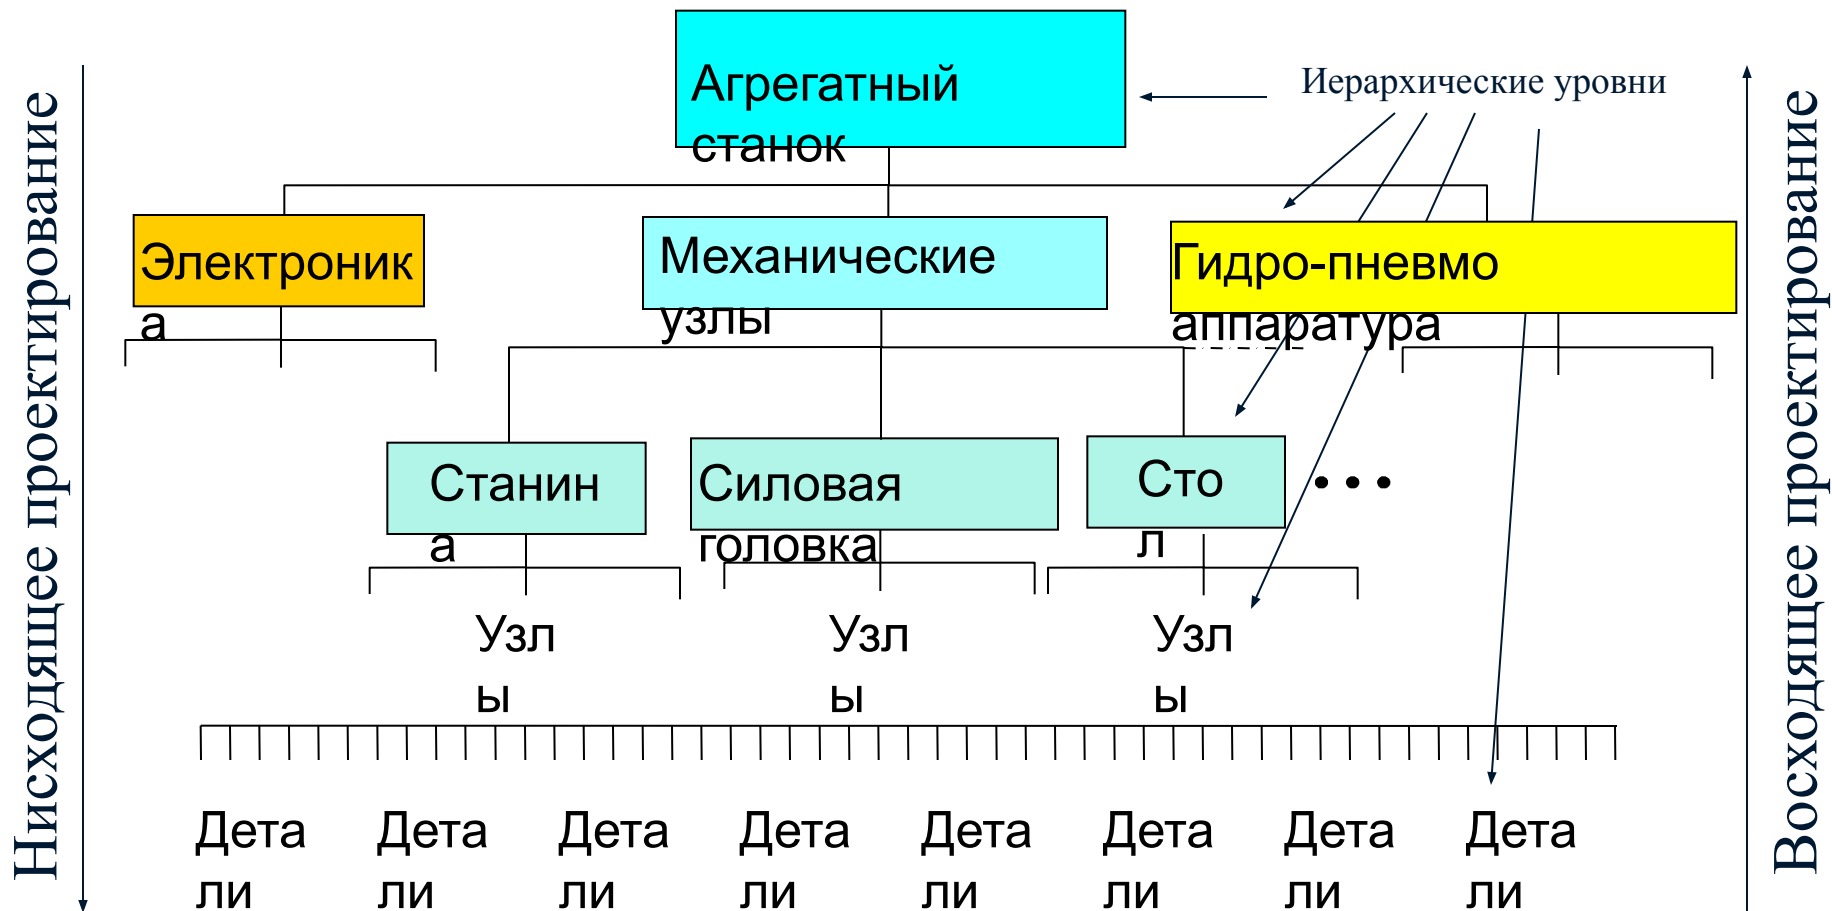 Агрегатный
станок
Иерархические уровни
Нисходящее проектирование
Восходящее проектирование
Электроник
а
Механические
узлы
Гидро-пневмо
аппаратура
Станин
а
Силовая
головка
Сто
л
...
Узл
ы
Узл
ы
Узл
ы
Дета
ли
Дета
ли
Дета
ли
Дета
ли
Дета
ли
Дета
ли
Дета
ли
Дета
ли